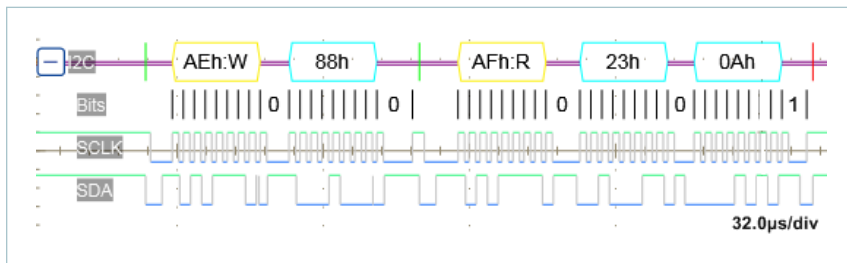 I2C AEh:W 88h AFh:R 23h 0Ah
Bits 0 0 0 0 1
SCLK
SDA
32.0µs/div